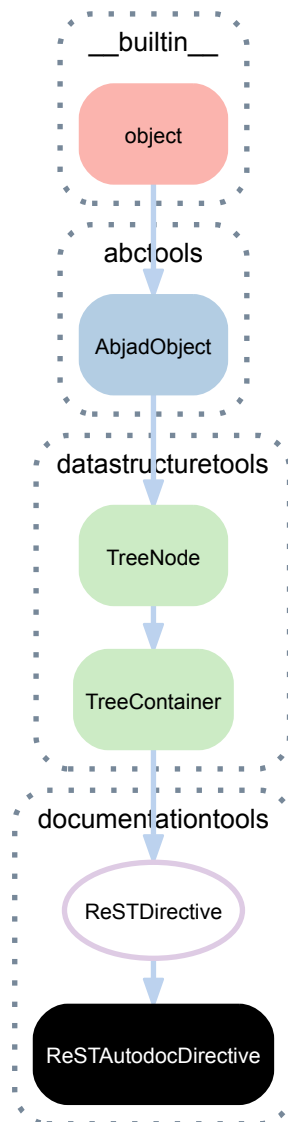 __builtin__
object
abctools
AbjadObject
datastructuretools
TreeNode
TreeContainer
documentationtools
ReSTDirective
ReSTAutodocDirective